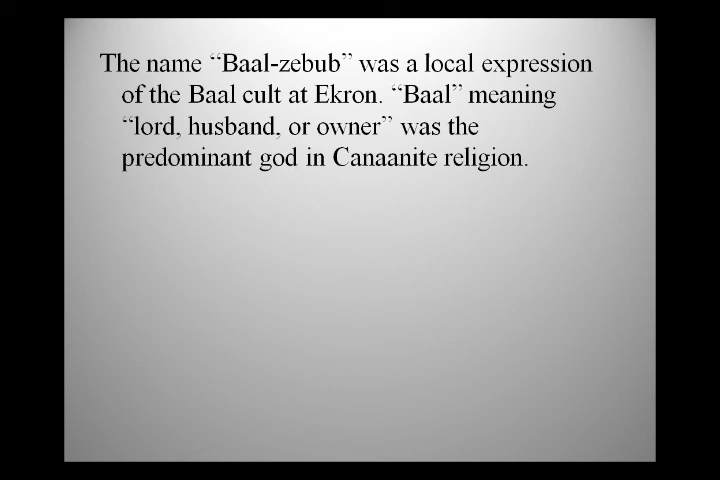 The name “Baal-zebub” was a local expression
of the Baal cult at Ekron. “Baal” meaning
“lord, husband, or owner” was the
predominant god in Canaanite religion.